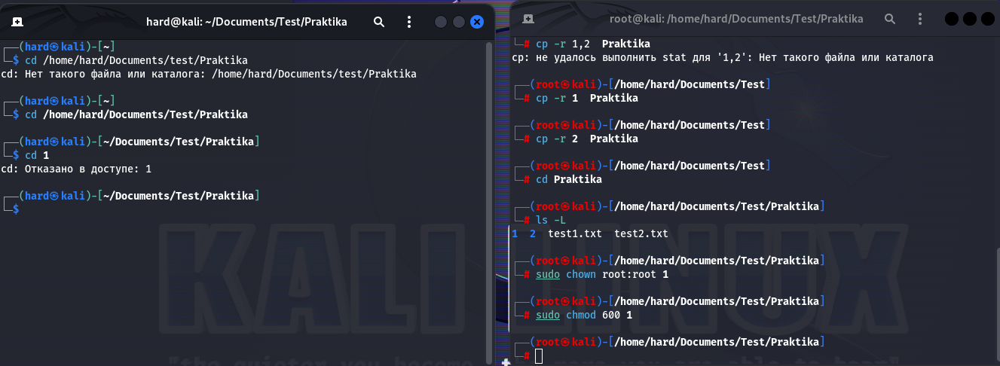 hard@kali: ~/Documents/Test/Praktika
┌──(hard㉿kali)-[~]
└─$ cd /home/hard/Documents/test/Praktika
cd: Нет такого файла или каталога: /home/hard/Documents/test/Praktika
┌──(hard㉿kali)-[~]
└─$ cd /home/hard/Documents/Test/Praktika
┌──(hard㉿kali)-[~/Documents/Test/Praktika]
└─$ cd 1
cd: Отказано в доступе: 1
┌──(hard㉿kali)-[~/Documents/Test/Praktika]
└─$
root@kali: /home/hard/Documents/Test/Praktika
└─# cp -r 1,2  Praktika
cp: не удалось выполнить stat для '1,2': Нет такого файла или каталога
┌──(root㉿kali)-[/home/hard/Documents/Test]
└─# cp -r 1  Praktika
┌──(root㉿kali)-[/home/hard/Documents/Test]
└─# cp -r 2  Praktika
┌──(root㉿kali)-[/home/hard/Documents/Test]
└─# cd Praktika
┌──(root㉿kali)-[/home/hard/Documents/Test/Praktika]
└─# ls -L
1  2  test1.txt  test2.txt
┌──(root㉿kali)-[/home/hard/Documents/Test/Praktika]
└─# sudo chown root:root 1
┌──(root㉿kali)-[/home/hard/Documents/Test/Praktika]
└─# sudo chmod 600 1
┌──(root㉿kali)-[/home/hard/Documents/Test/Praktika]
└─#
KALI LINUX
"the quieter you become